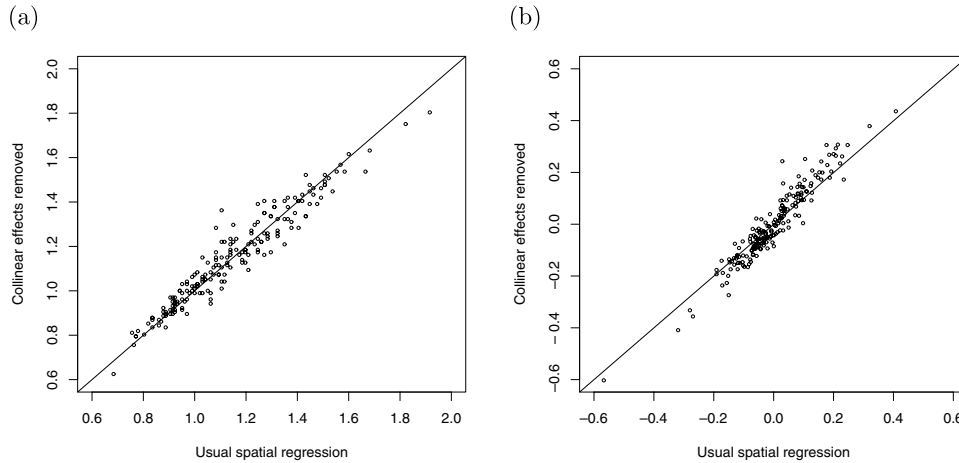 (a)
(b)
Collinear effects removed
2.0
1.8
1.6
1.4
1.2
1.0
0.8
0.6
0.6 0.8 1.0 1.2 1.4 1.6 1.8 2.0
Usual spatial regression
Collinear effects removed
0.6
0.4
0.2
0.0
−0.2
−0.4
−0.6
−0.6 −0.4 −0.2 0.0 0.2 0.4 0.6
Usual spatial regression